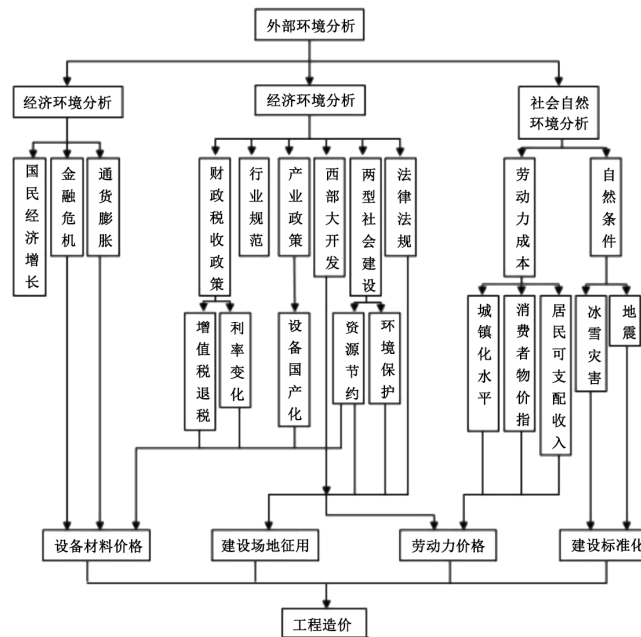 外部环境分析
经济环境分析
经济环境分析
社会自然
环境分析
国民经济增长
金融危机
通货膨胀
财政税收政策
行业规范
产业政策
西部大开发
两型社会建设
法律法规
劳动力成本
自然条件
增值税退税
利率变化
设备国产化
资源节约
环境保护
城镇化水平
消费者物价指
居民可支配收入
冰雪灾害
地震
设备材料价格
建设场地征用
劳动力价格
建设标准化
工程造价